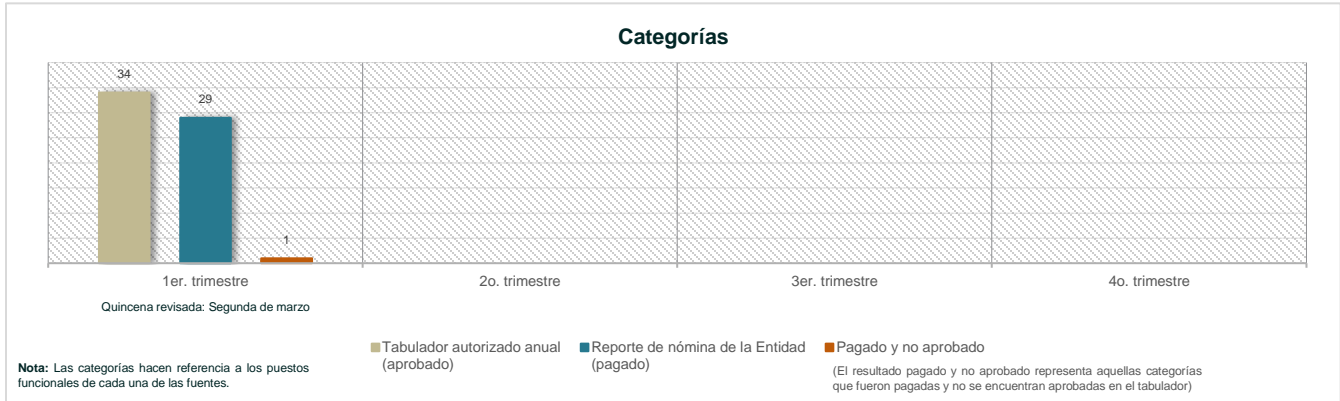 Categorías
34
29
1
1er. trimestre
2o. trimestre
3er. trimestre
4o. trimestre
Quincena revisada: Segunda de marzo
Tabulador autorizado anual
(aprobado)
Reporte de nómina de la Entidad
(pagado)
Pagado y no aprobado
(El resultado pagado y no aprobado representa aquellas categorías
que fueron pagadas y no se encuentran aprobadas en el tabulador)
Nota: Las categorías hacen referencia a los puestos
funcionales de cada una de las fuentes.